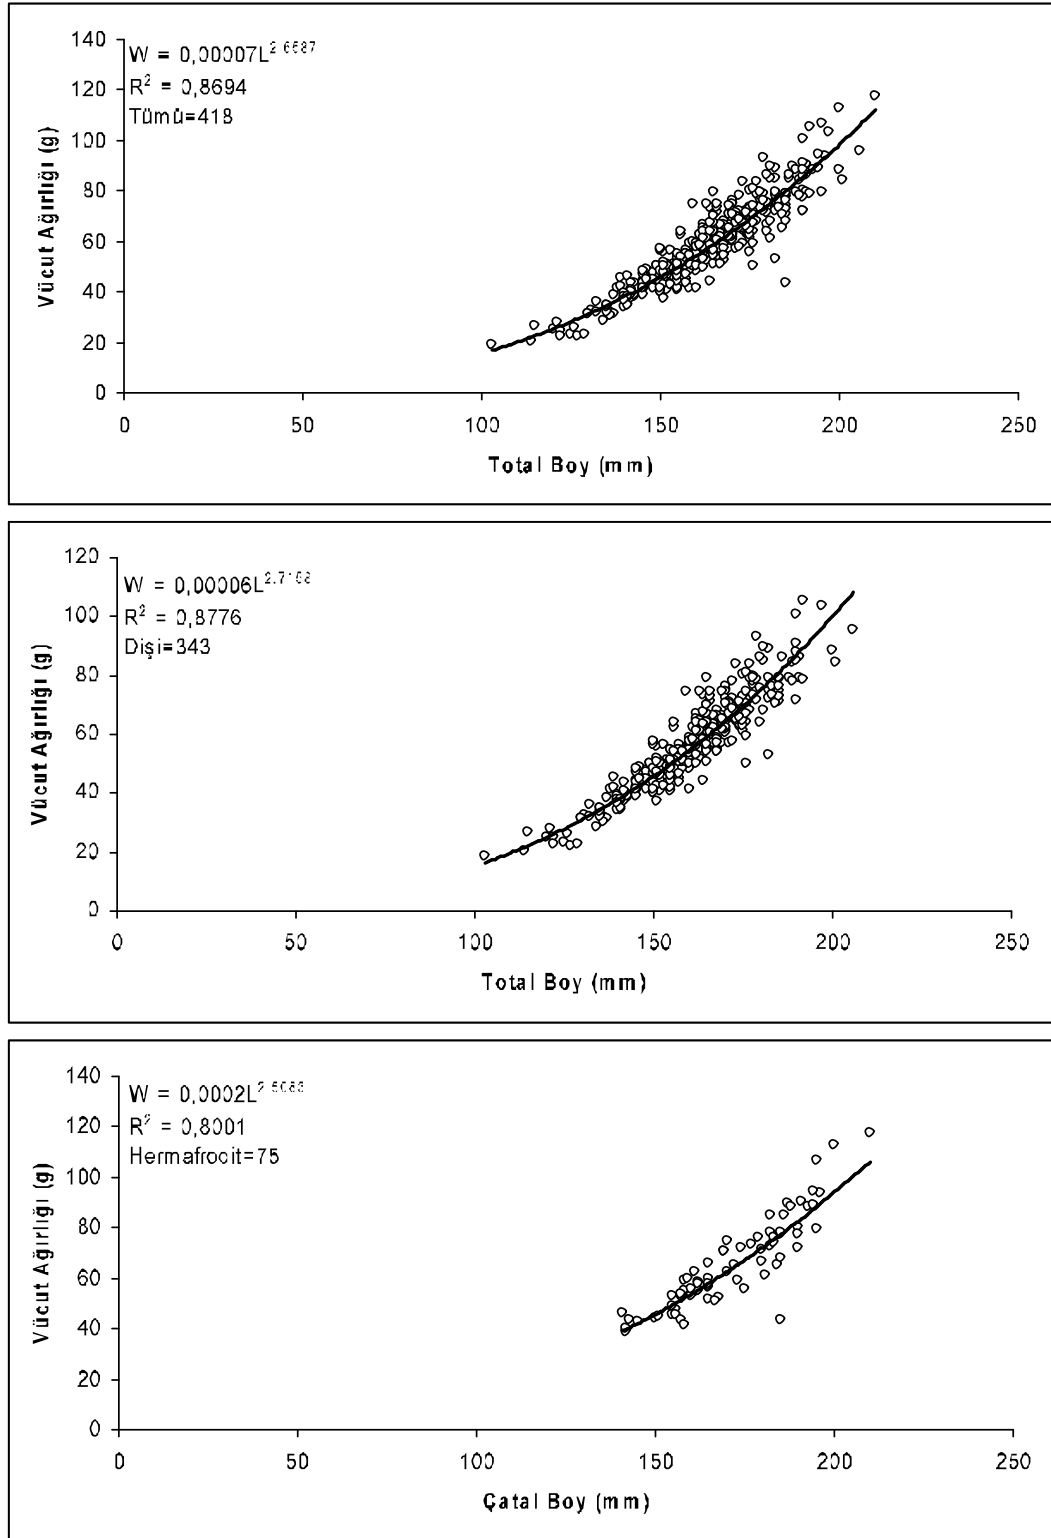 140
120
100
80
60
40
20
0
W = 0,00007L
R² = 0,8694
Tümü=418
Vücut Ağırlığı (g)
0 50 100 150 200 250
Total Boy (mm)
120
100
80
60
40
20
0
W = 0,00006L
R² = 0,8776
Dişi=343
Vücut Ağırlığı (g)
0 50 100 150 200 250
Total Boy (mm)
140
120
100
80
60
40
20
0
W = 0,0002L
R² = 0,8001
Hermafrocit=75
Vücut Ağırlığı (g)
0 50 100 150 200 250
Çatal Boy (mm)